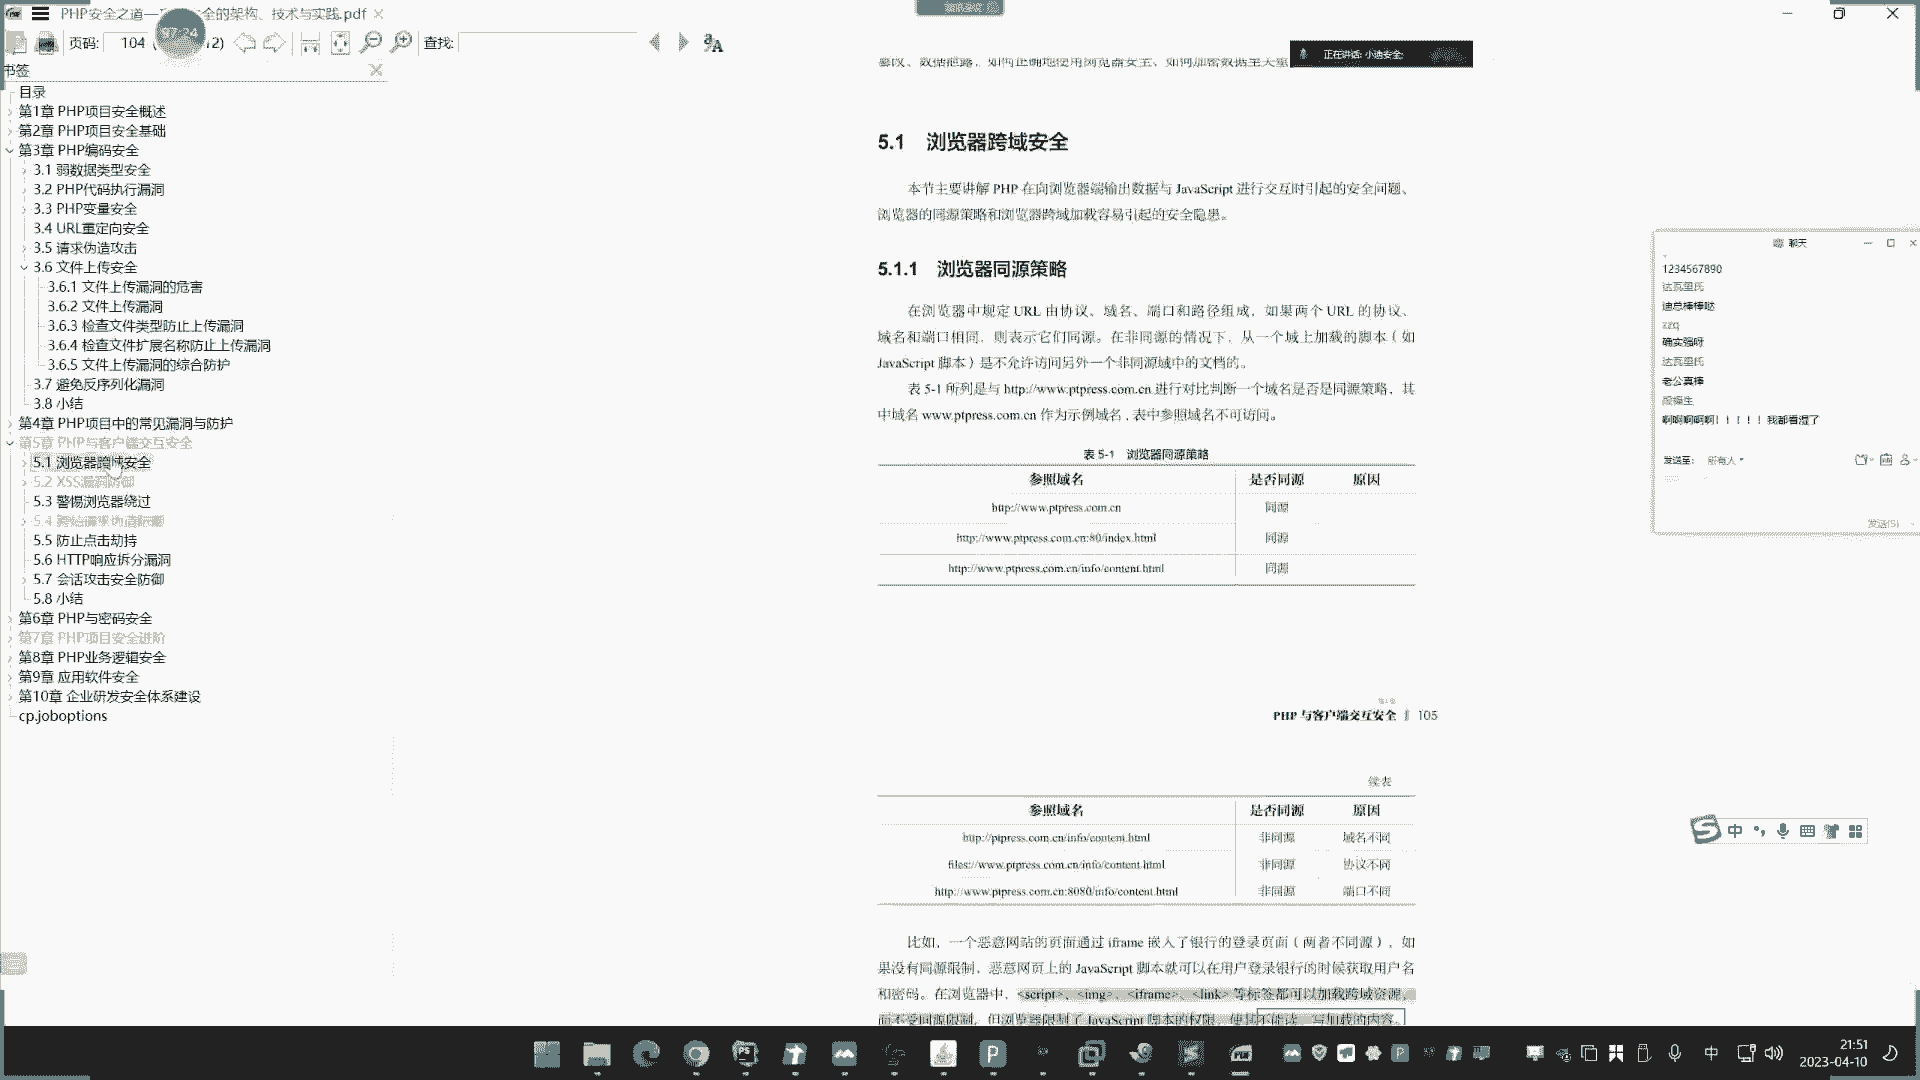 PHP安全之道—项目安全的架构、技术与实践.pdf
97:24
页码: 104
12)
查找:
正在讲话: 小迪安全;
书签
目录
第1章 PHP项目安全概述
第2章 PHP项目安全基础
第3章 PHP编码安全
3.1 弱数据类型安全
3.2 PHP代码执行漏洞
3.3 PHP变量安全
3.4 URL重定向安全
3.5 请求伪造攻击
3.6 文件上传安全
3.6.1 文件上传漏洞的危害
3.6.2 文件上传漏洞
3.6.3 检查文件类型防止上传漏洞
3.6.4 检查文件扩展名称防止上传漏洞
3.6.5 文件上传漏洞的综合防护
3.7 避免反序列化漏洞
3.8 小结
第4章 PHP项目中的常见漏洞与防护
第5章 PHP与客户端交互安全
5.1 浏览器跨域安全
5.2 XSS漏洞防御
5.3 警惕浏览器绕过
5.4 跨站请求伪造防御
5.5 防止点击劫持
5.6 HTTP响应拆分漏洞
5.7 会话攻击安全防御
5.8 小结
第6章 PHP与密码安全
第7章 PHP项目安全进阶
第8章 PHP业务逻辑安全
第9章 应用软件安全
第10章 企业研发安全体系建设
cp.joboptions
5.1 浏览器跨域安全
本节主要讲解 PHP 在向浏览器端输出数据与 JavaScript 进行交互时引起的安全问题、
浏览器的同源策略和浏览器跨域加载容易引起的安全隐患。
5.1.1 浏览器同源策略
在浏览器中规定 URL 由协议、域名、端口和路径组成，如果两个 URL 的协议、
域名和端口相同，则表示它们同源。在非同源的情况下，从一个域上加载的脚本（如
JavaScript 脚本）是不允许访问另外一个非同源域中的文档的。
表 5-1 所列是与 http://www.ptpress.com.cn 进行对比判断一个域名是否是同源策略，其
中域名 www.ptpress.com.cn 作为示例域名，表中参照域名不可访问。
表 5-1 浏览器同源策略
参照域名 是否同源 原因
http://www.ptpress.com.cn 同源
http://www.ptpress.com.cn:80/index.html 同源
http://www.ptpress.com.cn/info/content.html 同源
PHP 与客户端交互安全 105
续表
参照域名 是否同源 原因
http://ptpress.com.cn/info/content.html 非同源 域名不同
files://www.ptpress.com.cn/info/content.html 非同源 协议不同
http://www.ptpress.com.cn:8080/info/content.html 非同源 端口不同
比如，一个恶意网站的页面通过 iframe 嵌入了银行的登录页面（两者不同源），如
果没有同源限制，恶意网页上的 JavaScript 脚本就可以在用户登录银行的时候获取用户名
和密码。在浏览器中，<script>、<img>、<iframe>、<link> 等标签都可以加载跨域资源，
而不受同源限制，但浏览器限制了 JavaScript 脚本的权限，使其不能读、写加载的内容。
聊天
1234567890
达瓦里氏
迪总棒棒哒
zzq
确实强呀
达瓦里氏
老公真棒
啊啊啊啊啊！！！！！我都看湿了
发送至: 所有人
发送(S)
中
中
21:51
2023-04-10